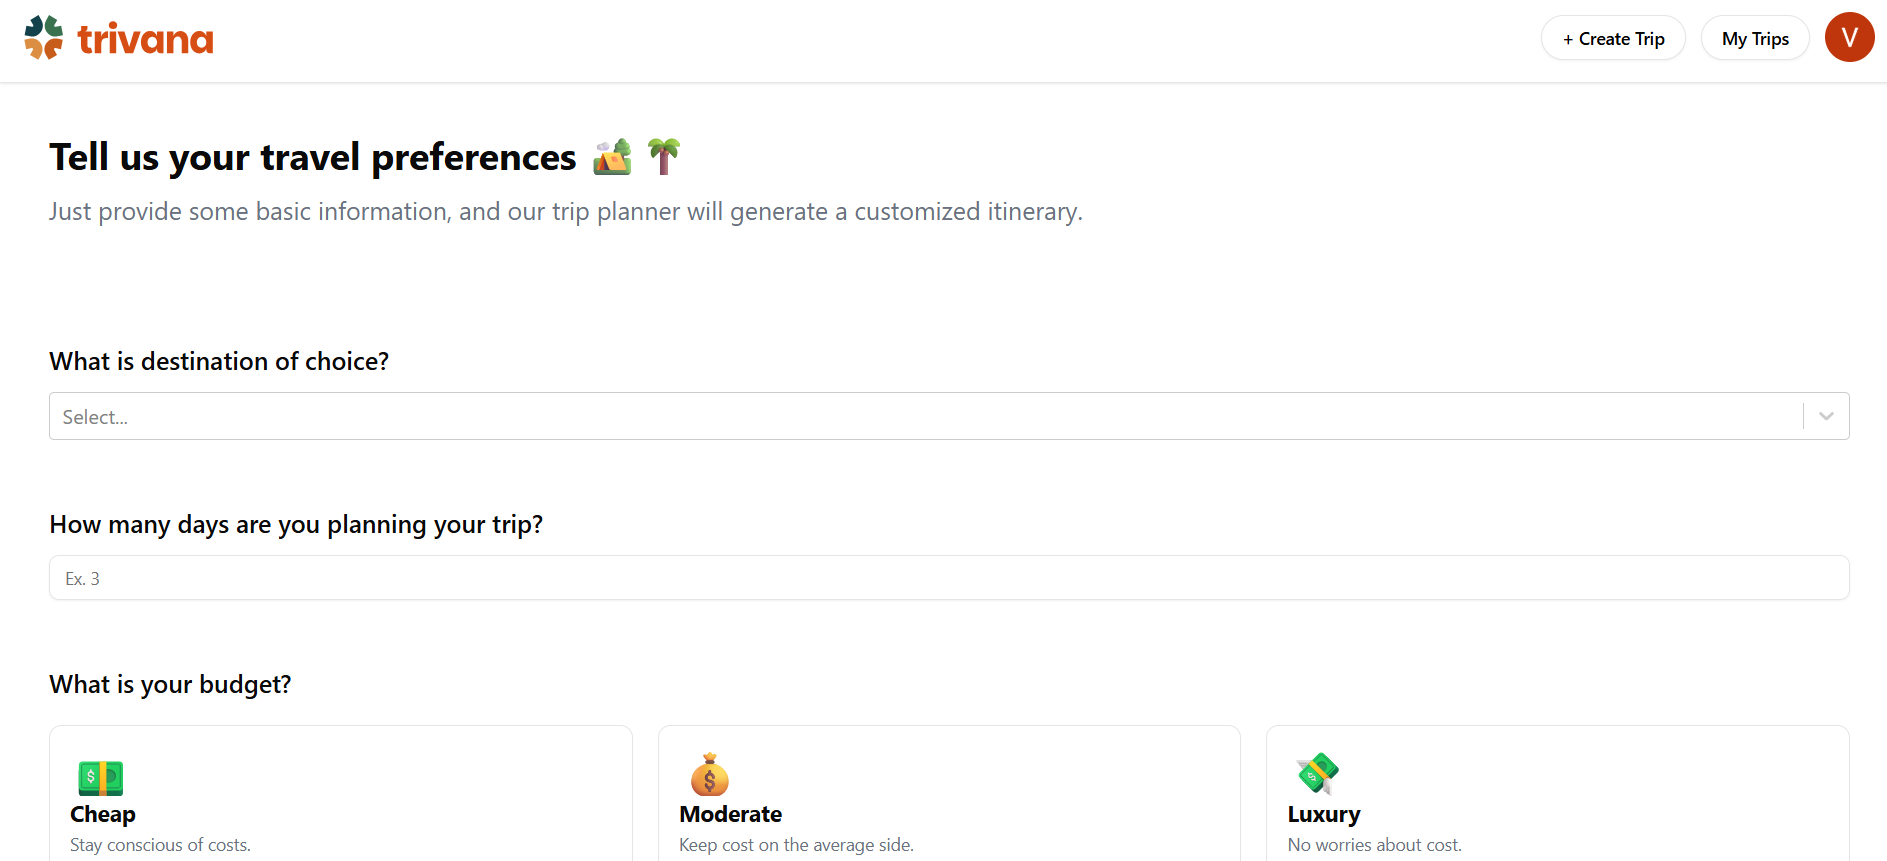 trivana
+ Create Trip
My Trips
V
Tell us your travel preferences
Just provide some basic information, and our trip planner will generate a customized itinerary.
What is destination of choice?
Select...
How many days are you planning your trip?
Ex. 3
What is your budget?
Cheap
Stay conscious of costs.
Moderate
Keep cost on the average side.
Luxury
No worries about cost.